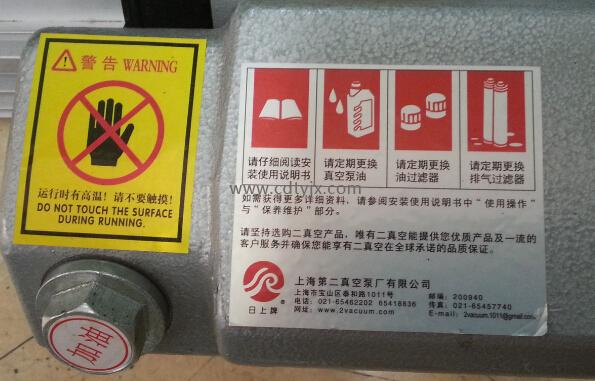 警告 WARNING
运行时有高温！请不要触摸！
DO NOT TOUCH THE SURFACE
DURING RUNNING.
请仔细阅读安
装使用说明书
请定期更换
真空泵油
请定期更换
油过滤器
请定期更换
排气过滤器
www.cdtyjx.com
如需获得更多详细资料，请参阅安装使用说明书中“使用操作”
与“保养维护”部分。
请坚持选购二真空产品，唯有二真空能提供您优质产品及一流的
客户服务并确保您能享有二真空在全球承诺的品质保证。
日上牌
上海第二真空泵厂有限公司
上海市宝山区泰和路1011号
电话：021-65462202 65418836
网址：www.2vacuum.com
邮编：200940
传真：021-65457740
E-mail：2vacuum.1011@gmail.com